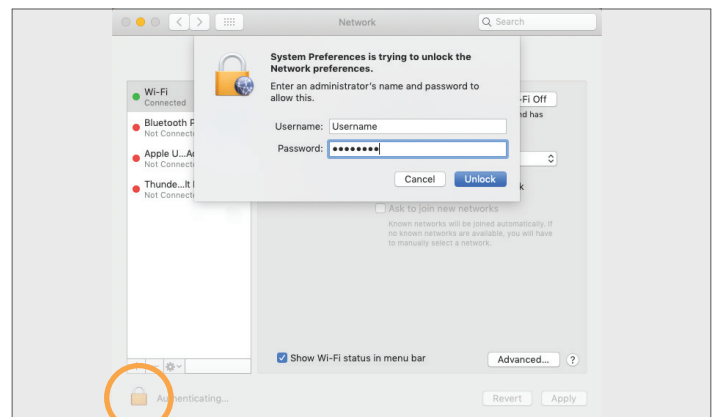 Network
Search
System Preferences is trying to unlock the
Network preferences.
Enter an administrator's name and password to
allow this.
Username: Username
Password: ••••••••
Cancel Unlock
Wi-Fi
Connected
Bluetooth P
Not Connect
Apple U...A
Not Connect
Thunde...lt
Not Connect
-Fi Off
nd has
k
Ask to join new networks
Known networks will be joined automatically. If
no known networks are available, you will have
to manually select a network.
Show Wi-Fi status in menu bar
Advanced... ?
Authenticating...
Revert Apply